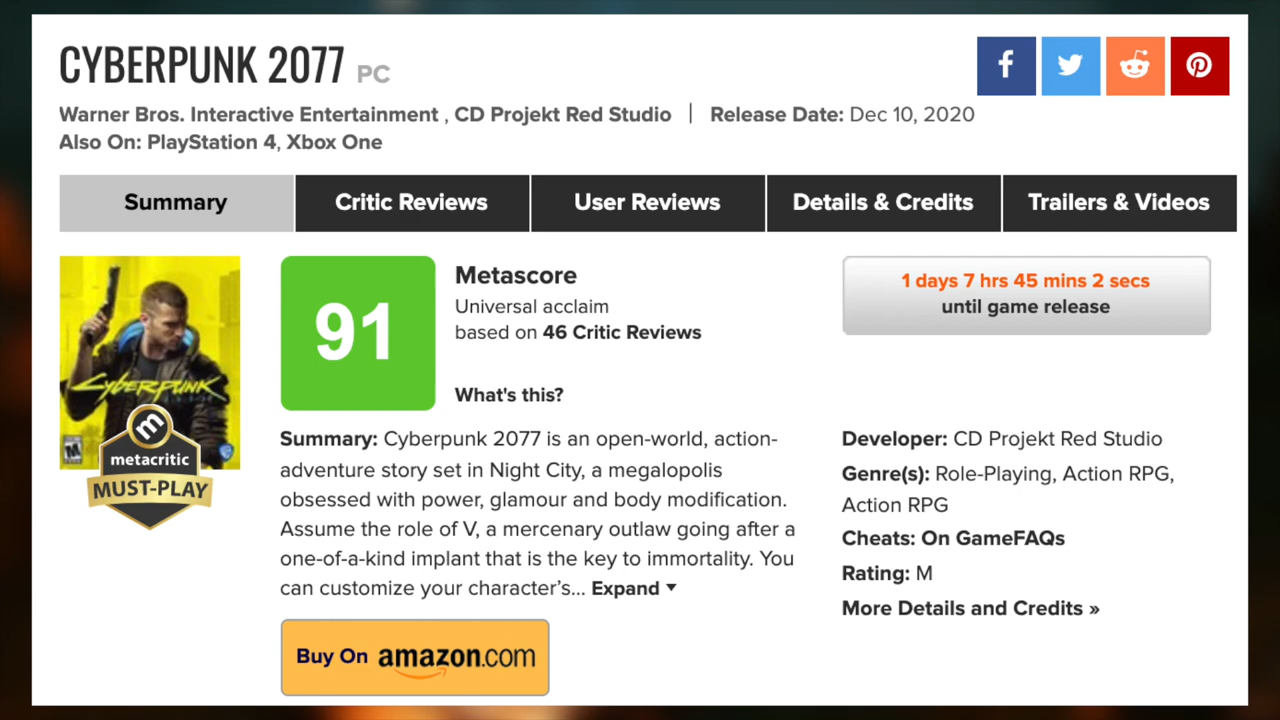 CYBERPUNK 2077 PC
Warner Bros. Interactive Entertainment , CD Projekt Red Studio | Release Date: Dec 10, 2020
Also On: PlayStation 4, Xbox One
Summary
Critic Reviews
User Reviews
Details & Credits
Trailers & Videos
CYBERPUNK
M
metacritic
MUST-PLAY
91
Metascore
Universal acclaim
based on 46 Critic Reviews
What's this?
1 days 7 hrs 45 mins 2 secs
until game release
Summary: Cyberpunk 2077 is an open-world, action-
adventure story set in Night City, a megalopolis
obsessed with power, glamour and body modification.
Assume the role of V, a mercenary outlaw going after a
one-of-a-kind implant that is the key to immortality. You
can customize your character's... Expand
Buy On amazon.com
Developer: CD Projekt Red Studio
Genre(s): Role-Playing, Action RPG,
Action RPG
Cheats: On GameFAQs
Rating: M
More Details and Credits »